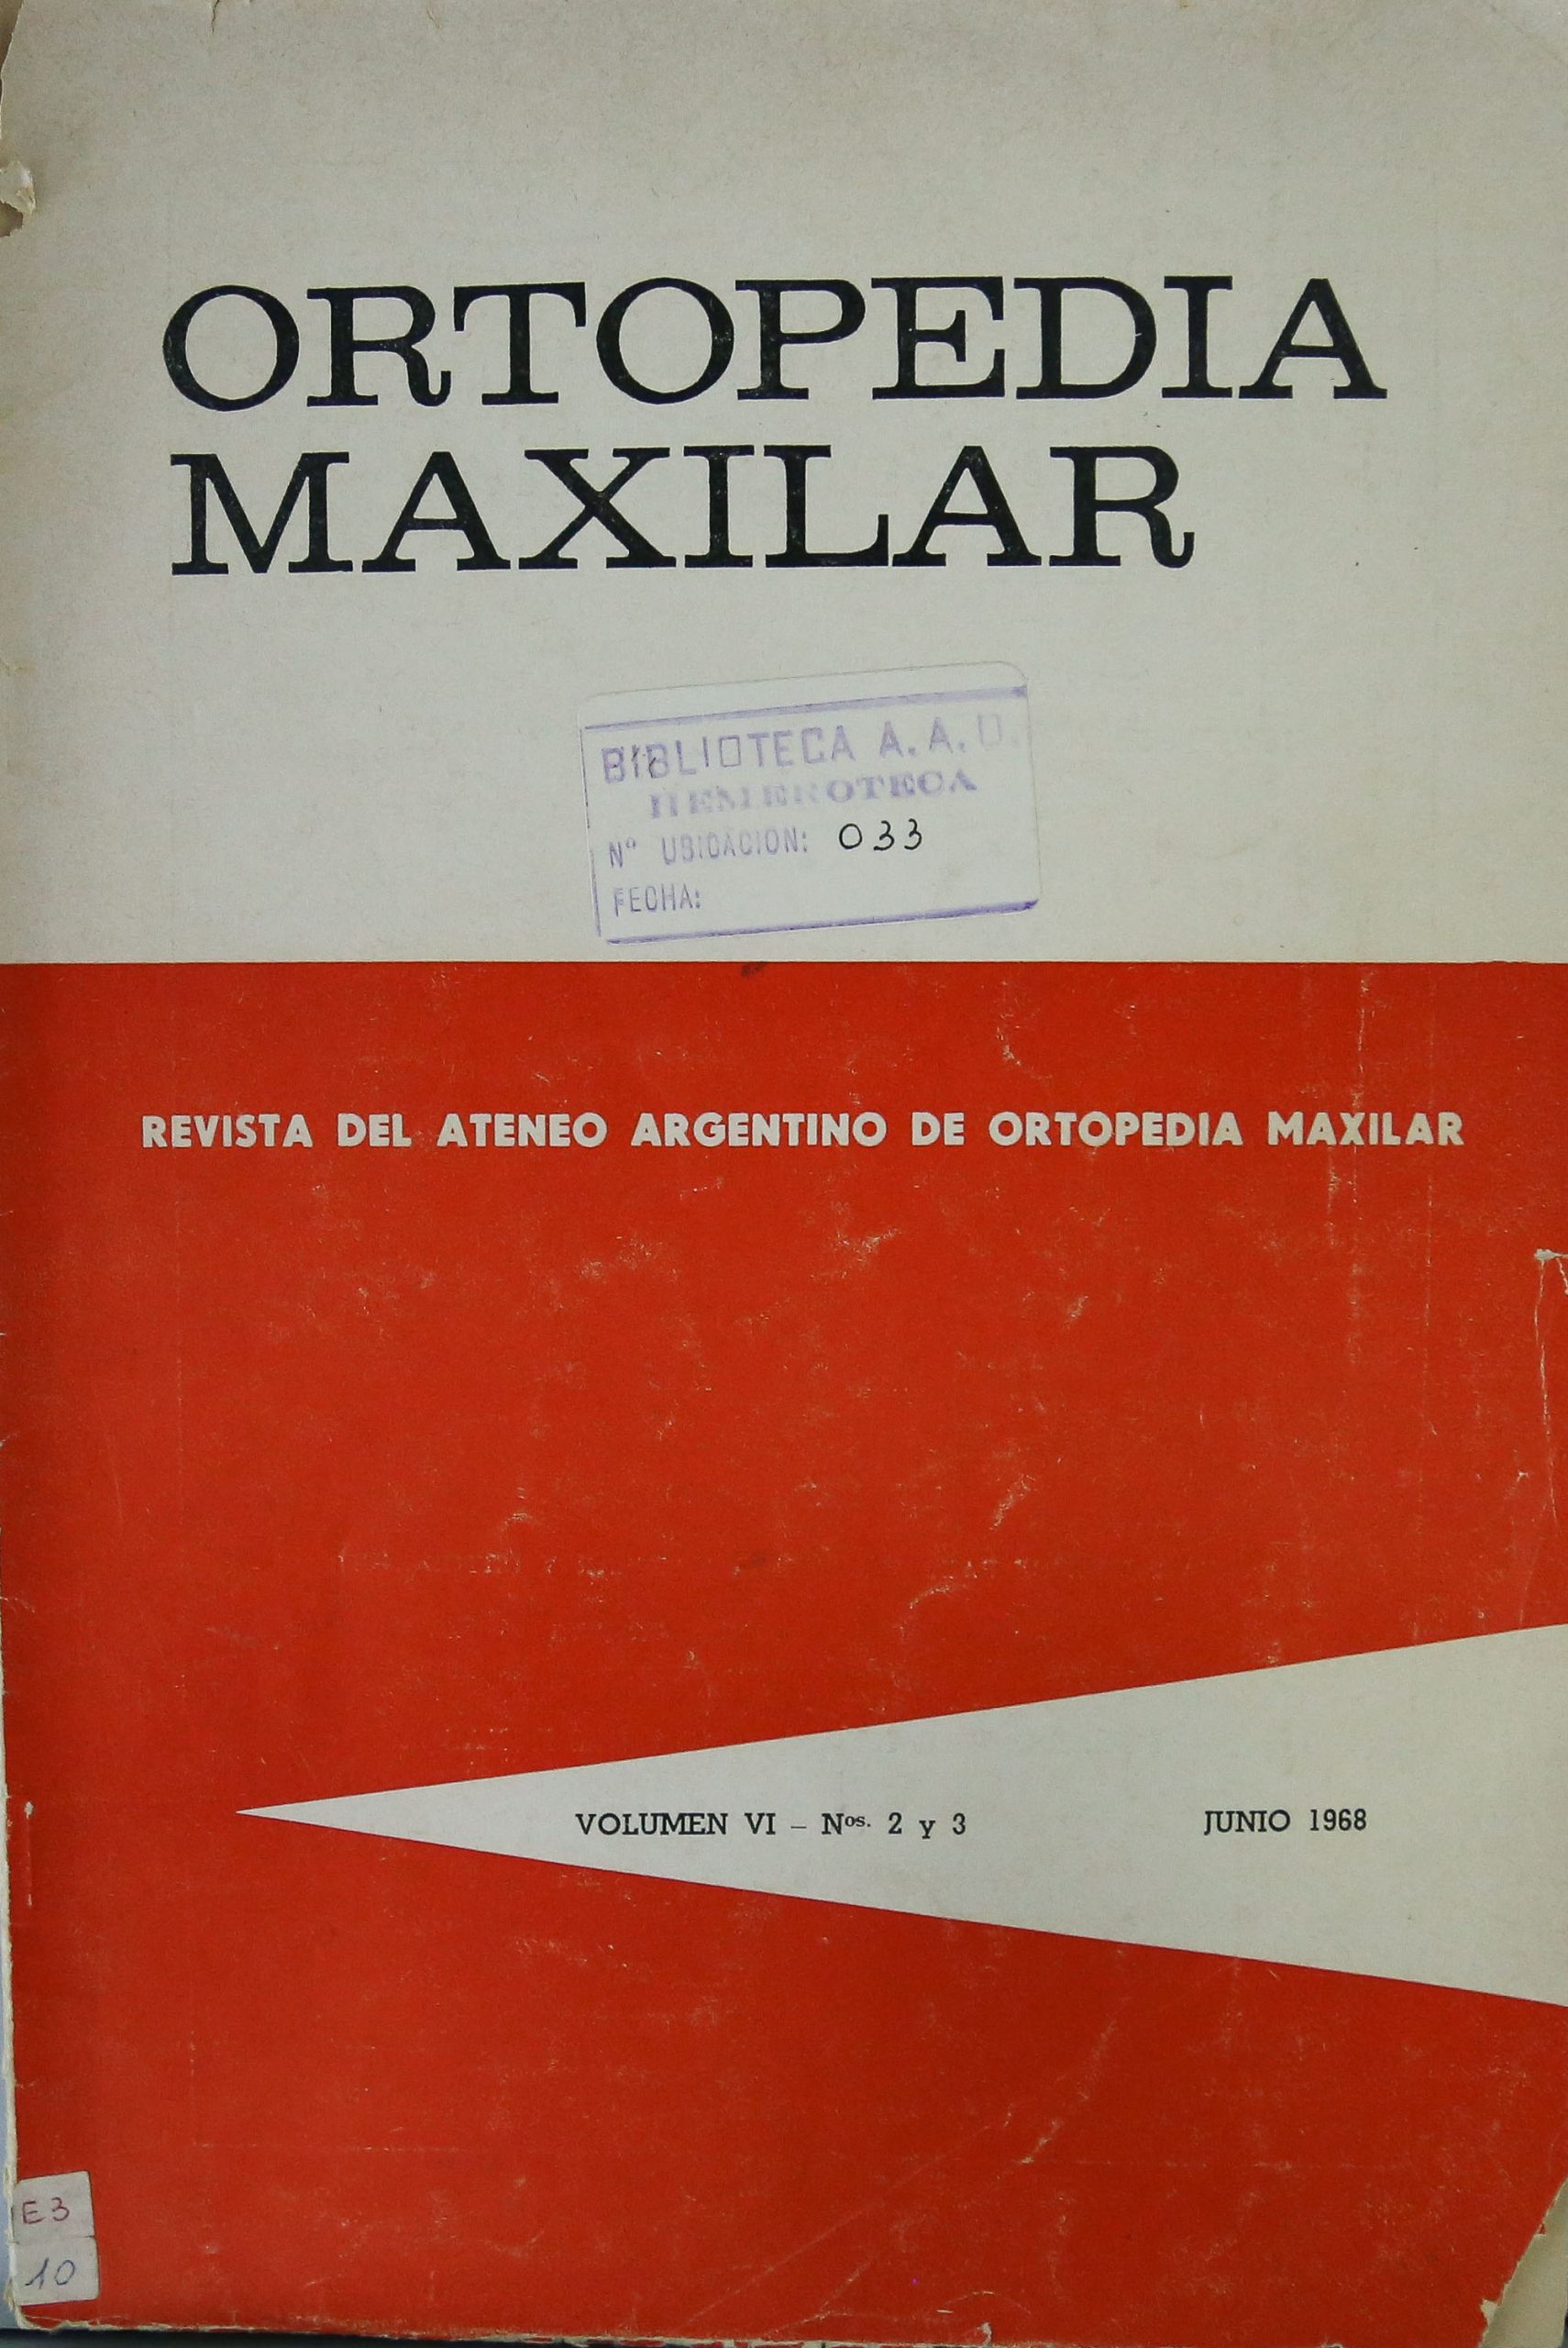 ORTOPEDIA
MAXILAR
BIBLIOTECA A. A. O.
HEMEROTECA
Nº UBICACION: 033
FECHA:
REVISTA DEL ATENEO ARGENTINO DE ORTOPEDIA MAXILAR
VOLUMEN VI – Nos. 2 y 3 JUNIO 1968
E3
10